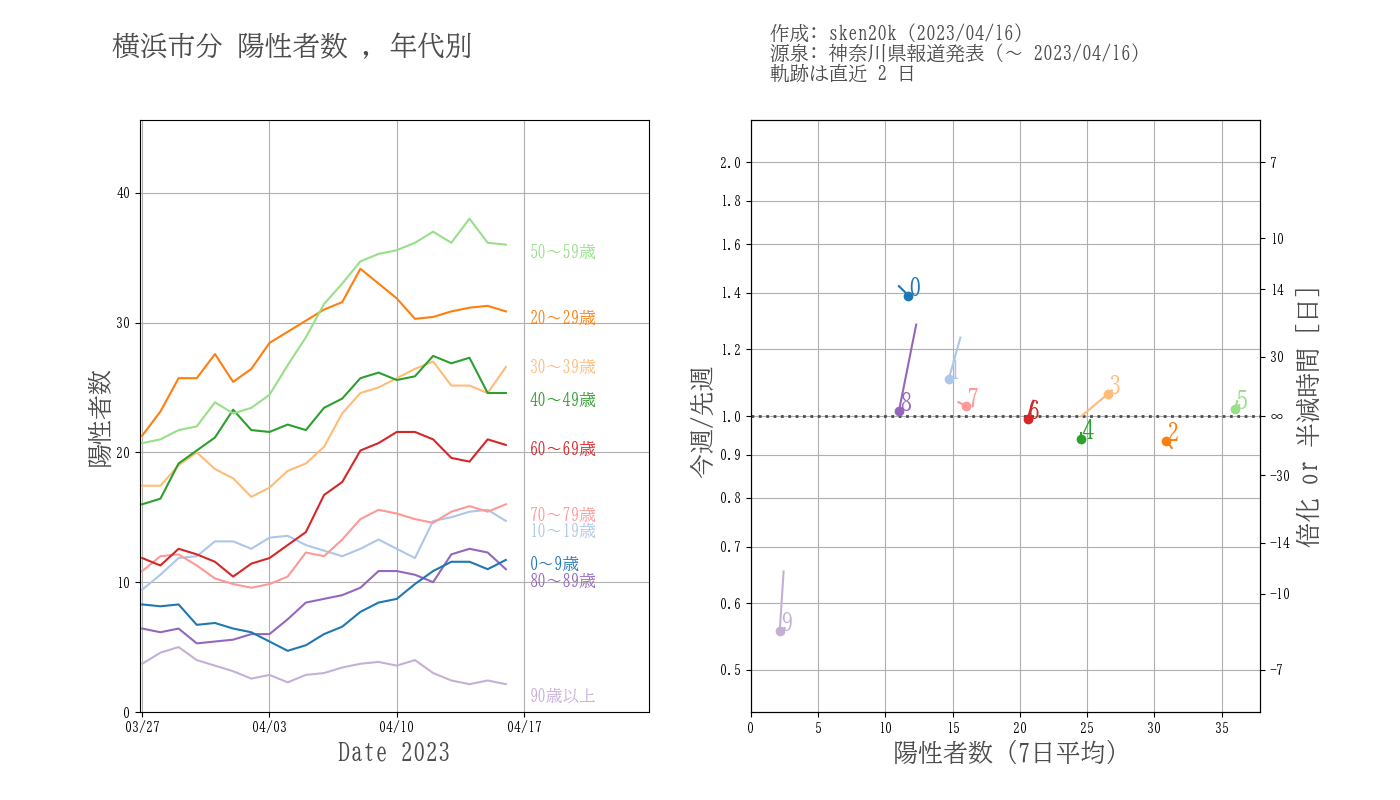 横浜市分 陽性者数 , 年代別
作成: sken20k (2023/04/16)
源泉: 神奈川県報道発表 (〜 2023/04/16)
軌跡は直近 2 日
陽性者数
40
30
20
10
0
50〜59歳
20〜29歳
30〜39歳
40〜49歳
60〜69歳
70〜79歳
10〜19歳
0〜9歳
80〜89歳
90歳以上
03/27
04/03
04/10
04/17
Date 2023
今週/先週
2.0
1.8
1.6
1.4
1.2
1.0
0.9
0.8
0.7
0.6
0.5
0
1
8
7
6
4
3
2
5
9
7
10
14
30
∞
-30
-14
-10
-7
倍化 or 半減時間 [日]
0
5
10
15
20
25
30
35
陽性者数 (7日平均)